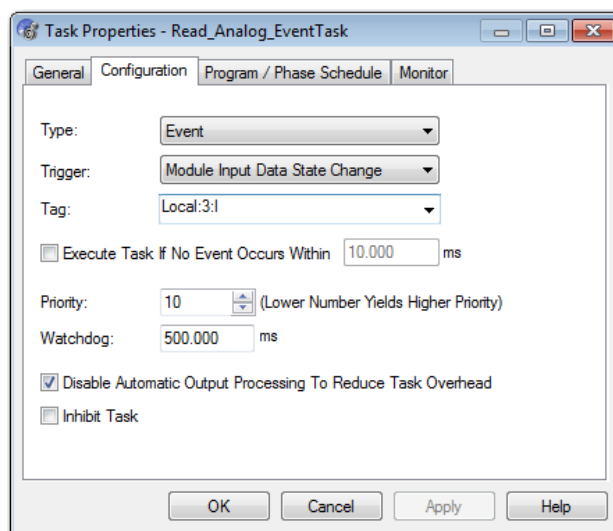 Task Properties - Read_Analog_EventTask
General Configuration Program / Phase Schedule Monitor
Type: Event
Trigger: Module Input Data State Change
Tag: Local:3:I
Execute Task If No Event Occurs Within 10.000 ms
Priority: 10 (Lower Number Yields Higher Priority)
Watchdog: 500.000 ms
Disable Automatic Output Processing To Reduce Task Overhead
Inhibit Task
OK Cancel Apply Help